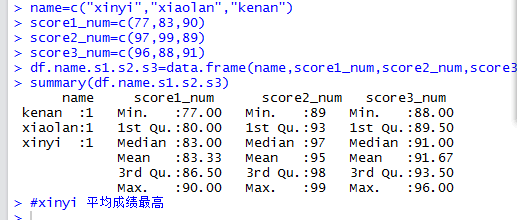 > name=c("xinyi","xiaolan","kenan")
> score1_num=c(77,83,90)
> score2_num=c(97,99,89)
> score3_num=c(96,88,91)
> df.name.s1.s2.s3=data.frame(name,score1_num,score2_num,score3
> summary(df.name.s1.s2.s3)
name score1_num score2_num score3_num
kenan :1 Min. :77.00 Min. :89 Min. :88.00
xiaolan:1 1st Qu.:80.00 1st Qu.:93 1st Qu.:89.50
xinyi :1 Median :83.00 Median :97 Median :91.00
Mean :83.33 Mean :95 Mean :91.67
3rd Qu.:86.50 3rd Qu.:98 3rd Qu.:93.50
Max. :90.00 Max. :99 Max. :96.00
> #xinyi 平均成绩最高
>